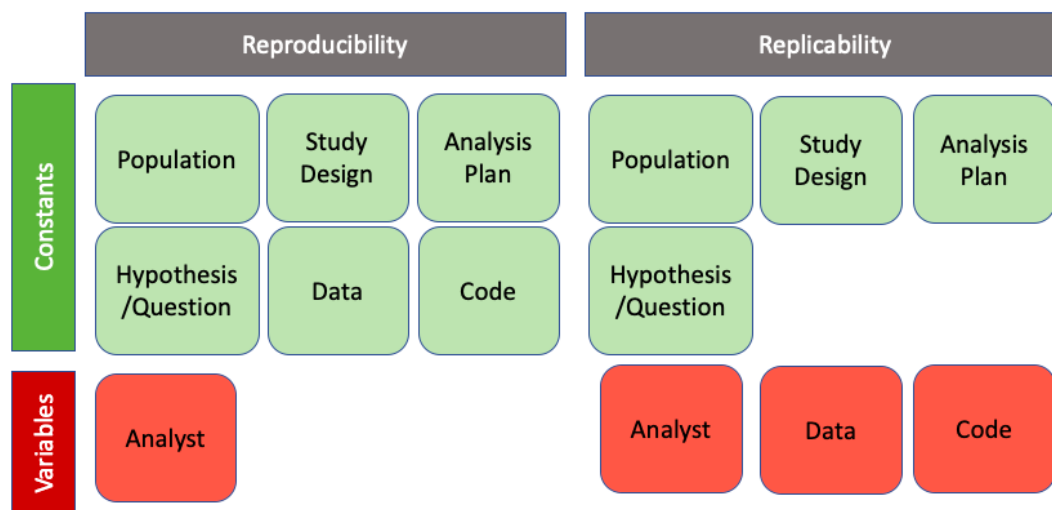 Reproducibility
Replicability
Constants
Population
Study
Design
Analysis
Plan
Population
Study
Design
Analysis
Plan
Hypothesis
/Question
Data
Code
Hypothesis
/Question
Variables
Analyst
Analyst
Data
Code